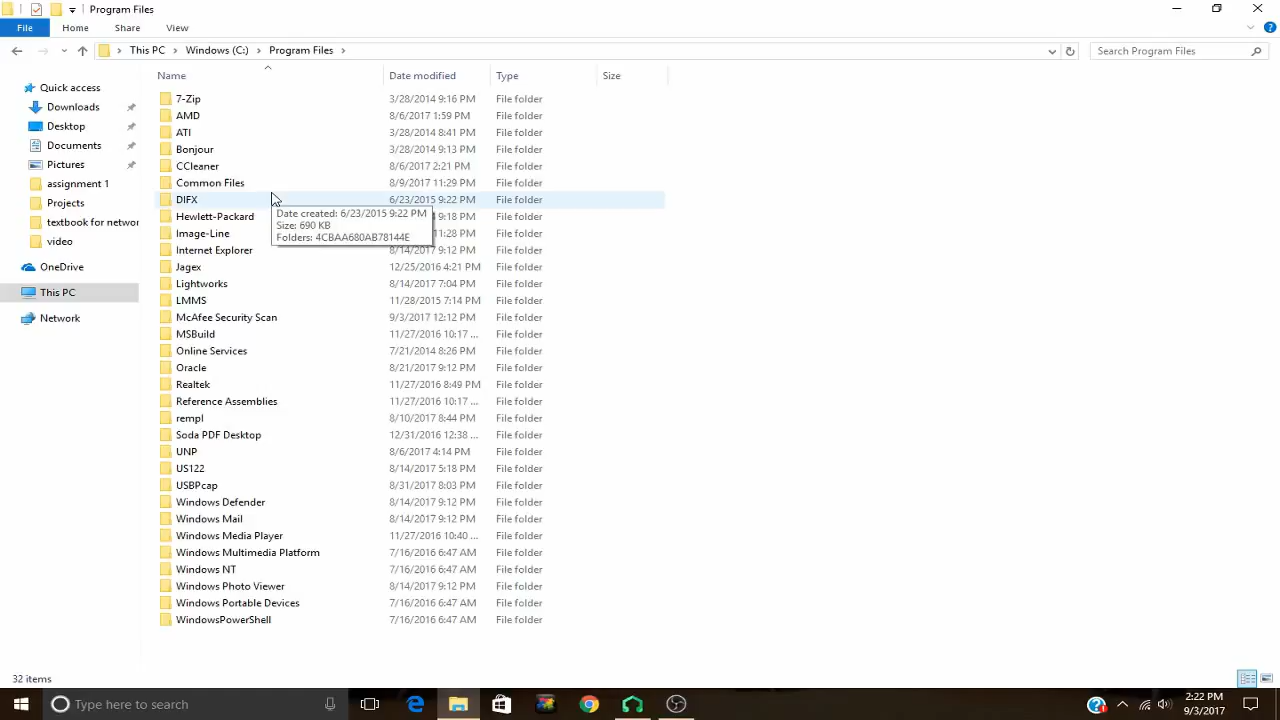 Program Files
File Home Share View
This PC > Windows (C:) > Program Files >
Search Program Files
Name Date modified Type Size
Quick access
Downloads
Desktop
Documents
Pictures
assignment 1
Projects
textbook for networ
video
OneDrive
This PC
Network
7-Zip 3/28/2014 9:16 PM File folder
AMD 8/6/2017 1:59 PM File folder
ATI 3/28/2014 8:41 PM File folder
Bonjour 3/28/2014 9:13 PM File folder
CCleaner 8/6/2017 2:21 PM File folder
Common Files 8/9/2017 11:29 PM File folder
DIFX 6/23/2015 9:22 PM File folder
Hewlett-Packard 9:18 PM File folder
Image-Line 11:28 PM File folder
Date created: 6/23/2015 9:22 PM
Size: 690 KB
Folders: 4CBAA680AB78144E
Internet Explorer 8/14/2017 9:12 PM File folder
Jagex 12/25/2016 4:21 PM File folder
Lightworks 8/14/2017 7:04 PM File folder
LMMS 11/28/2015 7:14 PM File folder
McAfee Security Scan 9/3/2017 12:12 PM File folder
MSBuild 11/27/2016 10:17 ... File folder
Online Services 7/21/2014 8:26 PM File folder
Oracle 8/21/2017 9:12 PM File folder
Realtek 11/27/2016 8:49 PM File folder
Reference Assemblies 11/27/2016 10:17 ... File folder
rempl 8/10/2017 8:44 PM File folder
Soda PDF Desktop 12/31/2016 12:38 ... File folder
UNP 8/6/2017 4:14 PM File folder
US122 8/14/2017 5:18 PM File folder
USBPcap 8/31/2017 8:03 PM File folder
Windows Defender 8/14/2017 9:12 PM File folder
Windows Mail 8/14/2017 9:12 PM File folder
Windows Media Player 11/27/2016 10:40 ... File folder
Windows Multimedia Platform 7/16/2016 6:47 AM File folder
Windows NT 7/16/2016 6:47 AM File folder
Windows Photo Viewer 8/14/2017 9:12 PM File folder
Windows Portable Devices 7/16/2016 6:47 AM File folder
WindowsPowerShell 7/16/2016 6:47 AM File folder
32 items
Type here to search
2:22 PM
9/3/2017